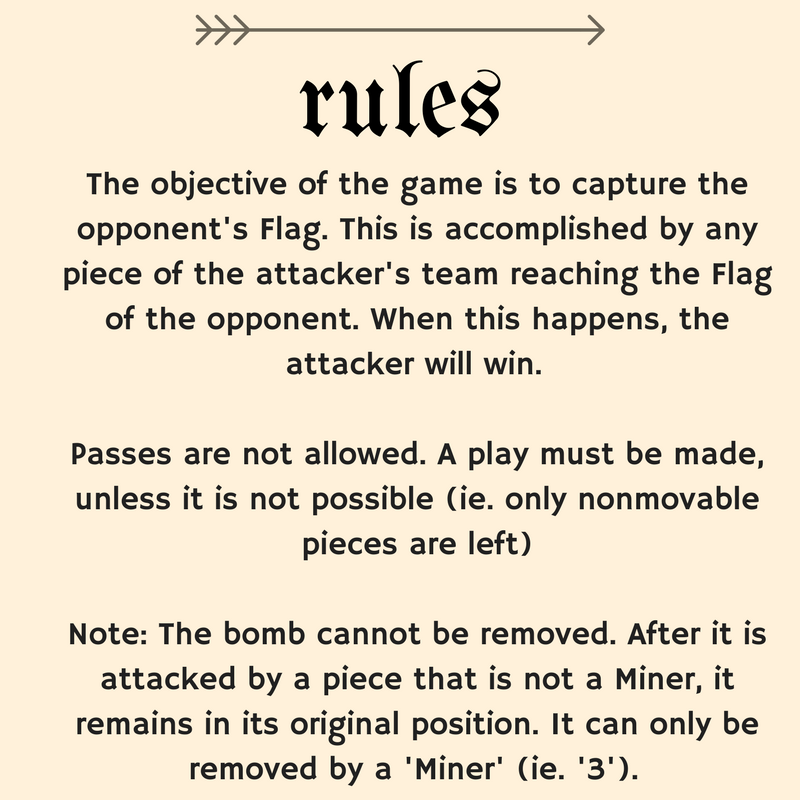 rules
The objective of the game is to capture the
opponent's Flag. This is accomplished by any
piece of the attacker's team reaching the Flag
of the opponent. When this happens, the
attacker will win.
Passes are not allowed. A play must be made,
unless it is not possible (ie. only nonmovable
pieces are left)
Note: The bomb cannot be removed. After it is
attacked by a piece that is not a Miner, it
remains in its original position. It can only be
removed by a 'Miner' (ie. '3').